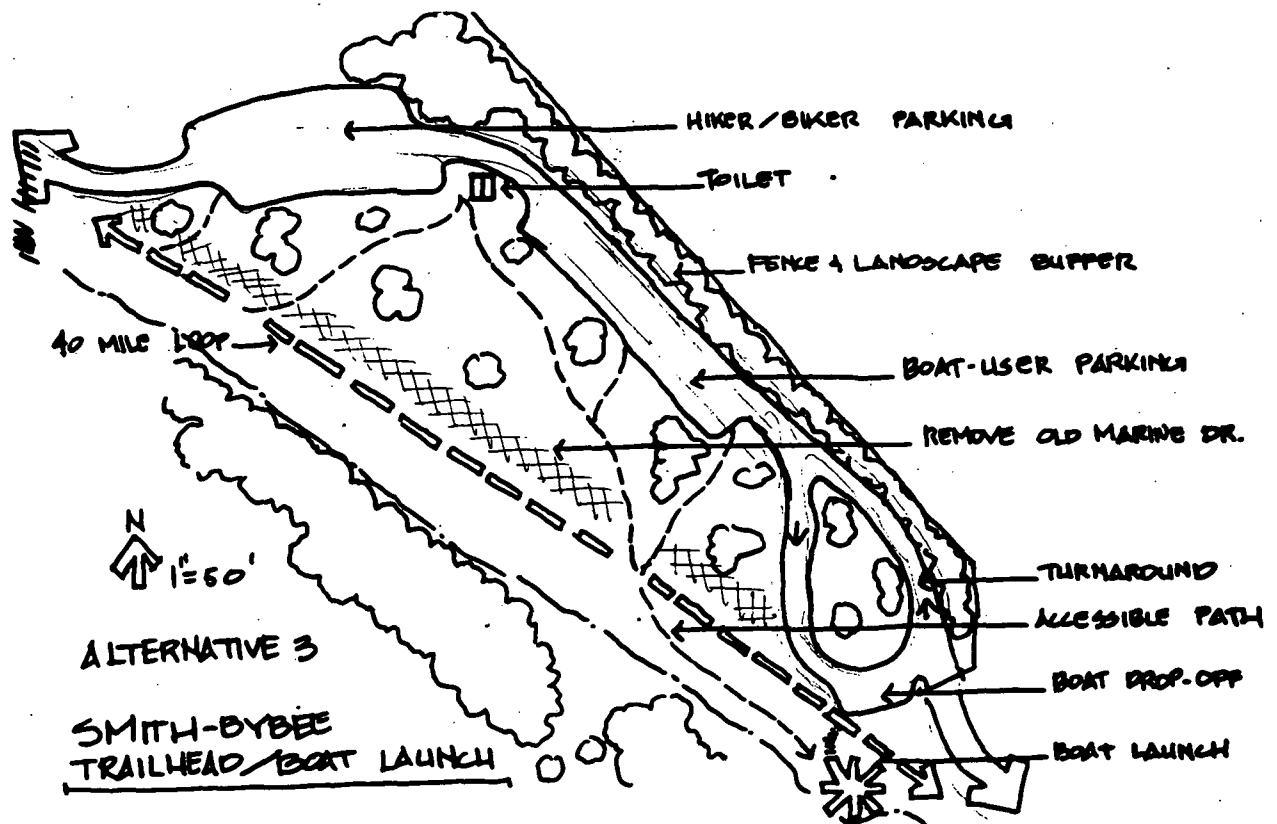 HIKER/BIKER PARKING
TOILET
FENCE & LANDSCAPE BUFFER
40 MILE LOOP
BOAT-USER PARKING
REMOVE OLD MARINE DR.
N
1"=50'
TURNAROUND
ACCESSIBLE PATH
ALTERNATIVE 3
BOAT DROP-OFF
SMITH-BYBEE
TRAILHEAD/BOAT LAUNCH
BOAT LAUNCH